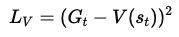 L_V = (G_t − V(s_t))²